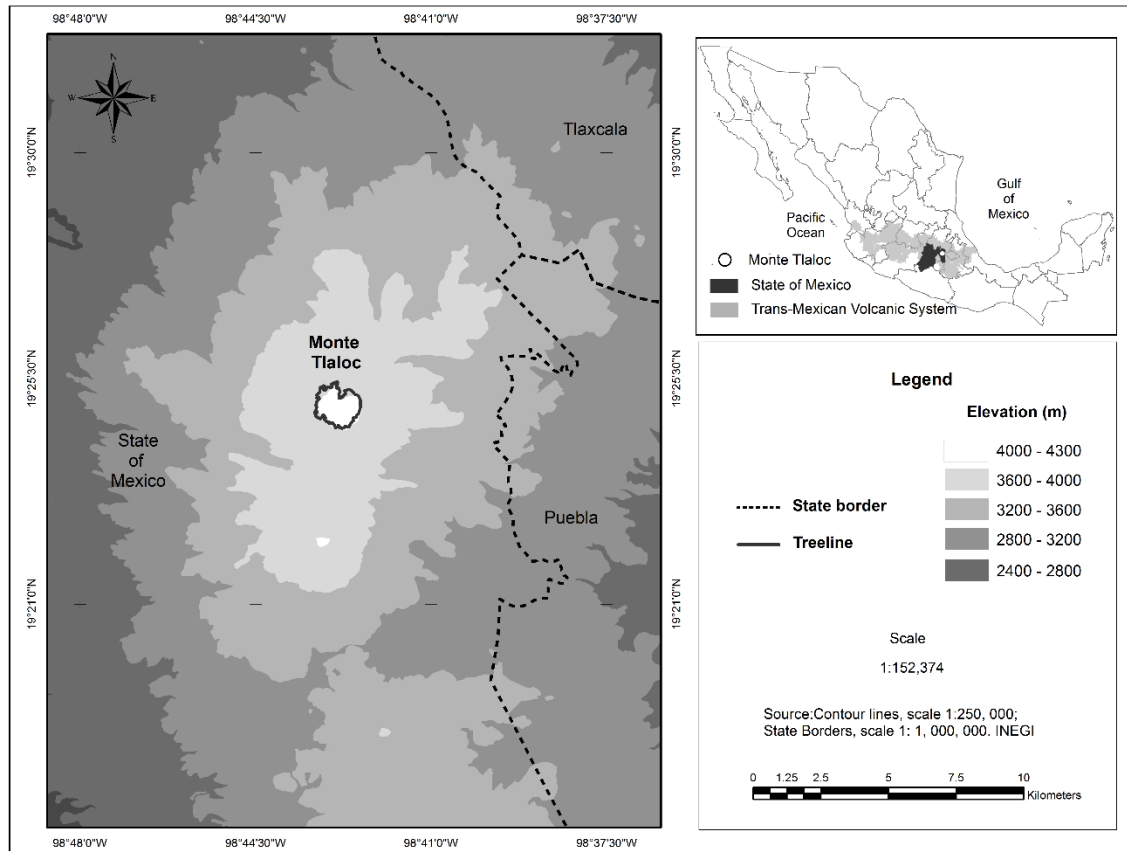 98°48'0"W 98°44'30"W 98°41'0"W 98°37'30"W
N
W E
S
19°30'0"N
19°25'30"N
19°21'0"N
Tlaxcala
Monte
Tlaloc
State
of
Mexico
Puebla
19°30'0"N
19°25'30"N
19°21'0"N
98°48'0"W 98°44'30"W 98°41'0"W 98°37'30"W
Gulf
of
Mexico
Pacific
Ocean
Monte Tlaloc
State of Mexico
Trans-Mexican Volcanic System
Legend
Elevation (m)
4000 - 4300
3600 - 4000
3200 - 3600
2800 - 3200
2400 - 2800
State border
Treeline
Scale
1:152,374
Source:Contour lines, scale 1:250, 000;
State Borders, scale 1: 1, 000, 000. INEGI
0 1.25 2.5 5 7.5 10
Kilometers